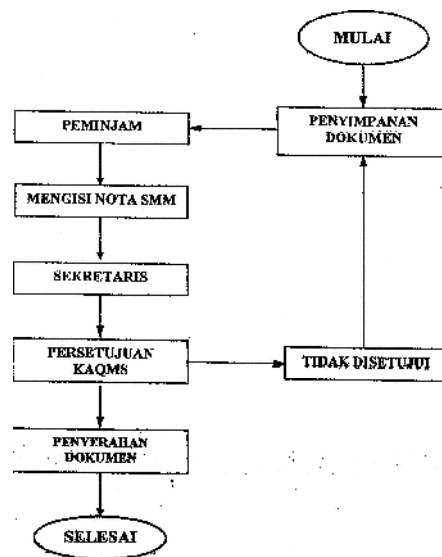 MULAI
PENYIMPANAN
DOKUMEN
PEMINJAM
MENGISI NOTA SMM
SEKRETARIS
PERSETUJUAN
KAQMS
TIDAK DISETUJUI
PENYERAHAN
DOKUMEN
SELESAI